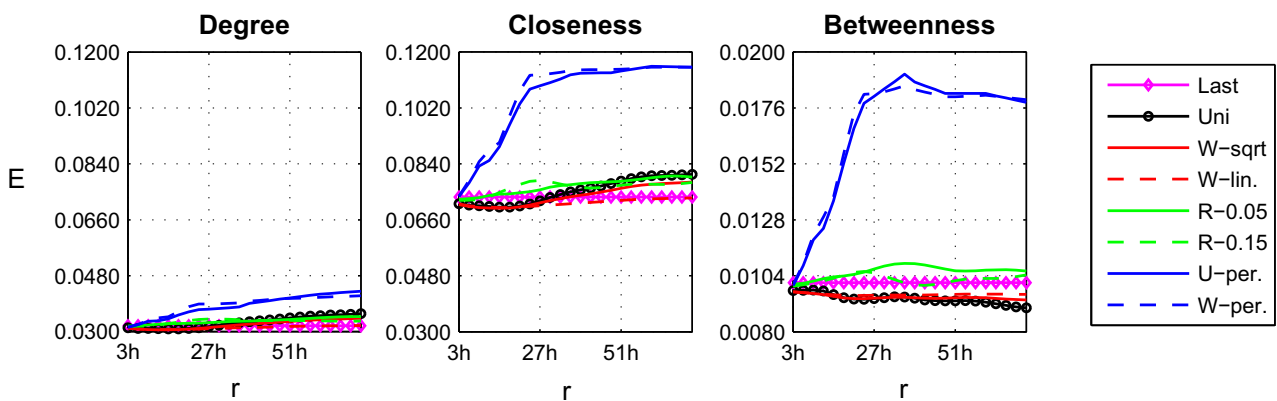 Degree
Closeness
Betweenness
E
0.1200
0.1020
0.0840
0.0660
0.0480
0.0300
3h
27h
51h
r
0.1200
0.1020
0.0840
0.0660
0.0480
0.0300
3h
27h
51h
r
0.0200
0.0176
0.0152
0.0128
0.0104
0.0080
3h
27h
51h
r
Last
Uni
W−sqrt
W−lin.
R−0.05
R−0.15
U−per.
W−per.